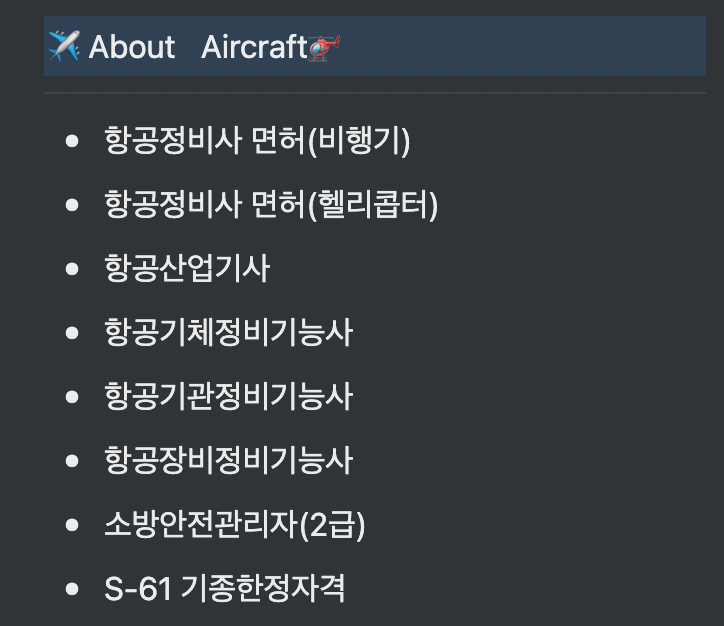 ✈️ About Aircraft🚁
• 항공정비사 면허(비행기)
• 항공정비사 면허(헬리콥터)
• 항공산업기사
• 항공기체정비기능사
• 항공기관정비기능사
• 항공장비정비기능사
• 소방안전관리자(2급)
• S-61 기종한정자격